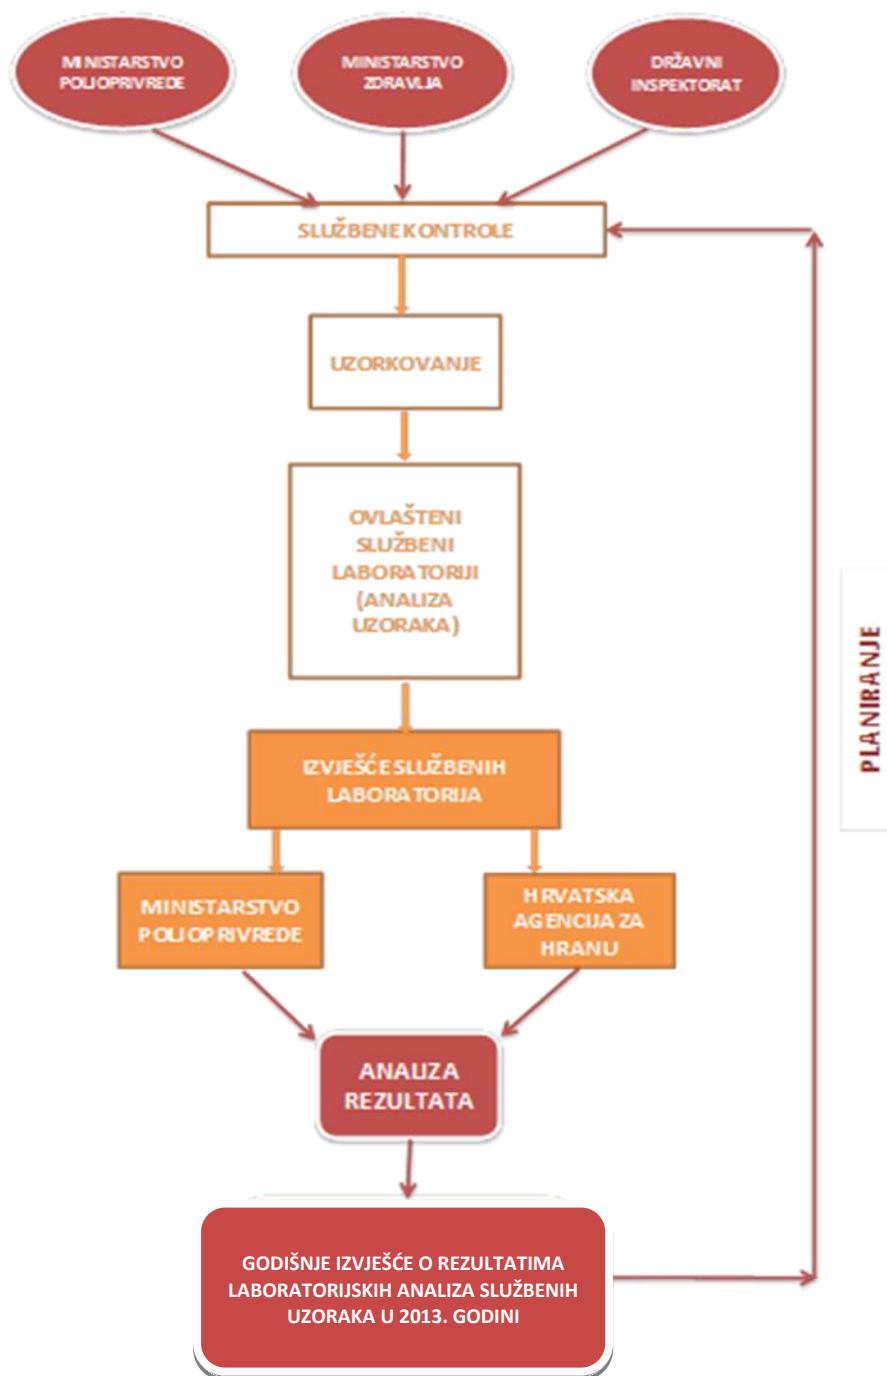 MINISTARSTVO
POLJOPRIVREDE
MINISTARSTVO
ZDRAVLJA
DRŽAVNI
INSPEKTORAT
SLUŽBENE KONTROLE
UZORKOVANJE
OVLAŠTENI
SLUŽBENI
LABORATORIJI
(ANALIZA
UZORAKA)
PLANIRANJE
IZVJEŠĆE SLUŽBENIH
LABORATORIJA
MINISTARSTVO
POLJOPRIVREDE
HRVATSKA
AGENCIJA ZA
HRANU
ANALIZA
REZULTATA
GODIŠNJE IZVJEŠĆE O REZULTATIMA
LABORATORIJSKIH ANALIZA SLUŽBENIH
UZORAKA U 2013. GODINI